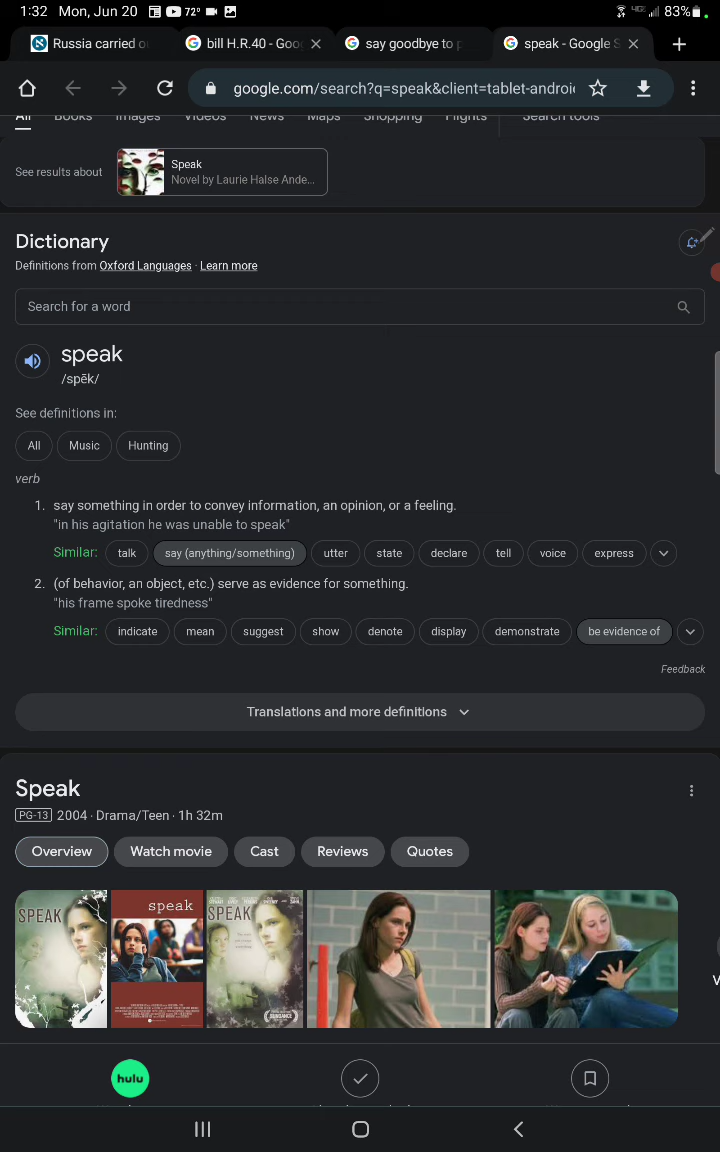 1:32 Mon, Jun 20 72° 83%
Russia carried ou
bill H.R.40 - Goo
say goodbye to p
speak - Google S
google.com/search?q=speak&client=tablet-androi
All Books Images Videos News Maps Shopping Flights Search tools
See results about
Speak
Novel by Laurie Halse Ande...
Dictionary
Definitions from Oxford Languages · Learn more
Search for a word
speak
/spēk/
See definitions in:
All Music Hunting
verb
1. say something in order to convey information, an opinion, or a feeling.
"in his agitation he was unable to speak"
Similar: talk say (anything/something) utter state declare tell voice express
2. (of behavior, an object, etc.) serve as evidence for something.
"his frame spoke tiredness"
Similar: indicate mean suggest show denote display demonstrate be evidence of
Feedback
Translations and more definitions
Speak
PG-13 2004 · Drama/Teen · 1h 32m
Overview Watch movie Cast Reviews Quotes
SPEAK
speak
SPEAK
SUNDANCE
hulu